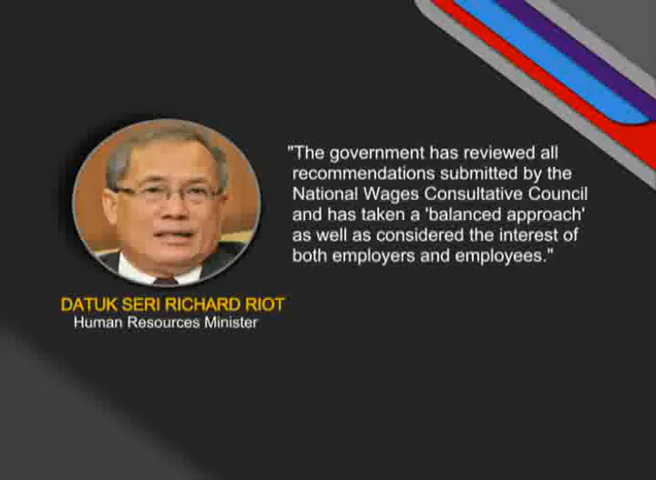 "The government has reviewed all
recommendations submitted by the
National Wages Consultative Council
and has taken a 'balanced approach'
as well as considered the interest of
both employers and employees."
DATUK SERI RICHARD RIOT
Human Resources Minister